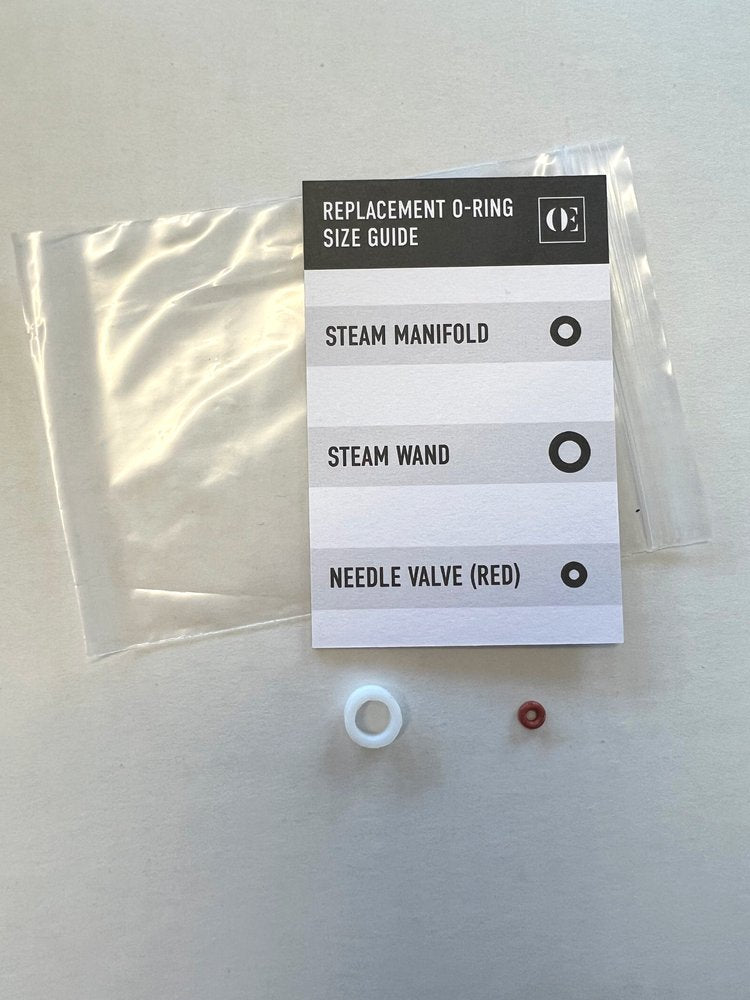 REPLACEMENT O-RING
SIZE GUIDE
OE
STEAM MANIFOLD
STEAM WAND
NEEDLE VALVE (RED)